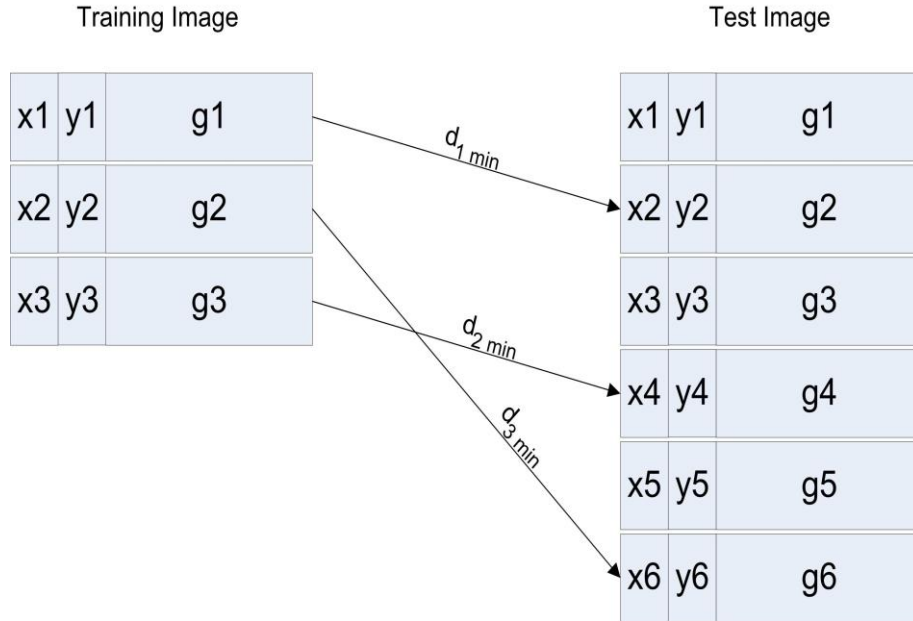 Training Image
x1 y1 g1
x2 y2 g2
x3 y3 g3
d1 min
d2 min
d3 min
Test Image
x1 y1 g1
x2 y2 g2
x3 y3 g3
x4 y4 g4
x5 y5 g5
x6 y6 g6